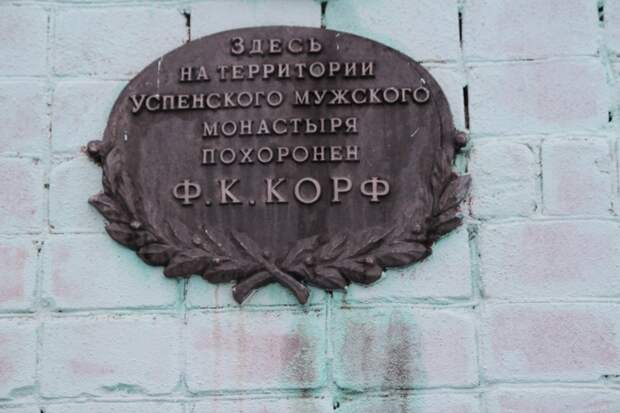 Здесь
на территории
Успенского мужского
монастыря
похоронен
Ф.К.КОРФ